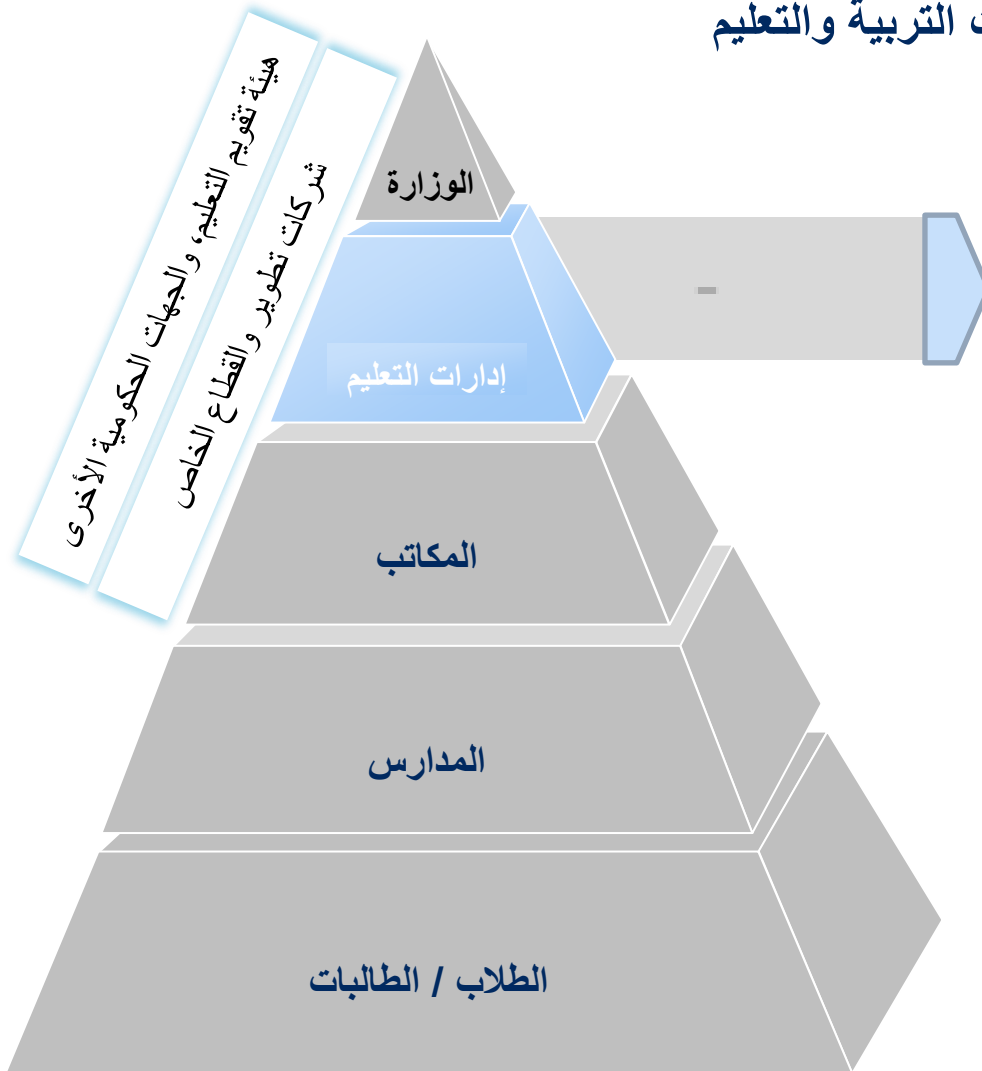 التربية والتعليم
هيئة تقويم التعليم، والجهات الحكومية الأخرى
شركات تطوير والقطاع الخاص
الوزارة
إدارات التعليم
المكاتب
المدارس
الطلاب / الطالبات